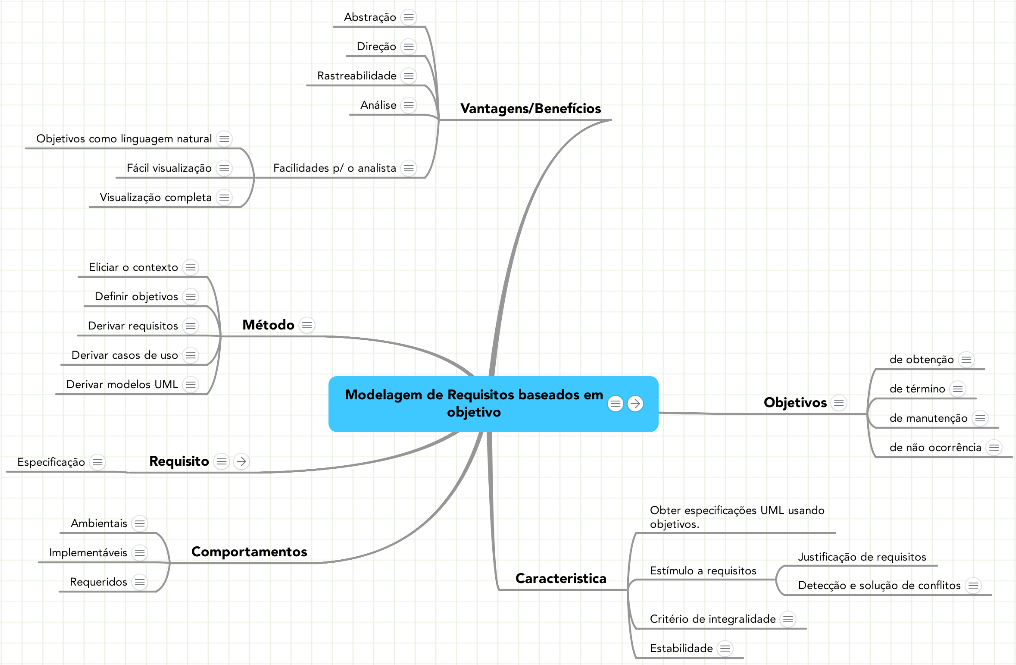 Abstração
Direção
Rastreabilidade
Análise
Vantagens/Benefícios
Objetivos como linguagem natural
Fácil visualização
Facilidades p/ o analista
Visualização completa
Eliciar o contexto
Definir objetivos
Derivar requisitos
Método
Derivar casos de uso
Derivar modelos UML
Modelagem de Requisitos baseados em
objetivo
de obtenção
de término
Objetivos
de manutenção
de não ocorrência
Especificação
Requisito
Ambientais
Implementáveis
Comportamentos
Requeridos
Obter especificações UML usando
objetivos.
Justificação de requisitos
Estímulo a requisitos
Caracteristica
Detecção e solução de conflitos
Critério de integralidade
Estabilidade